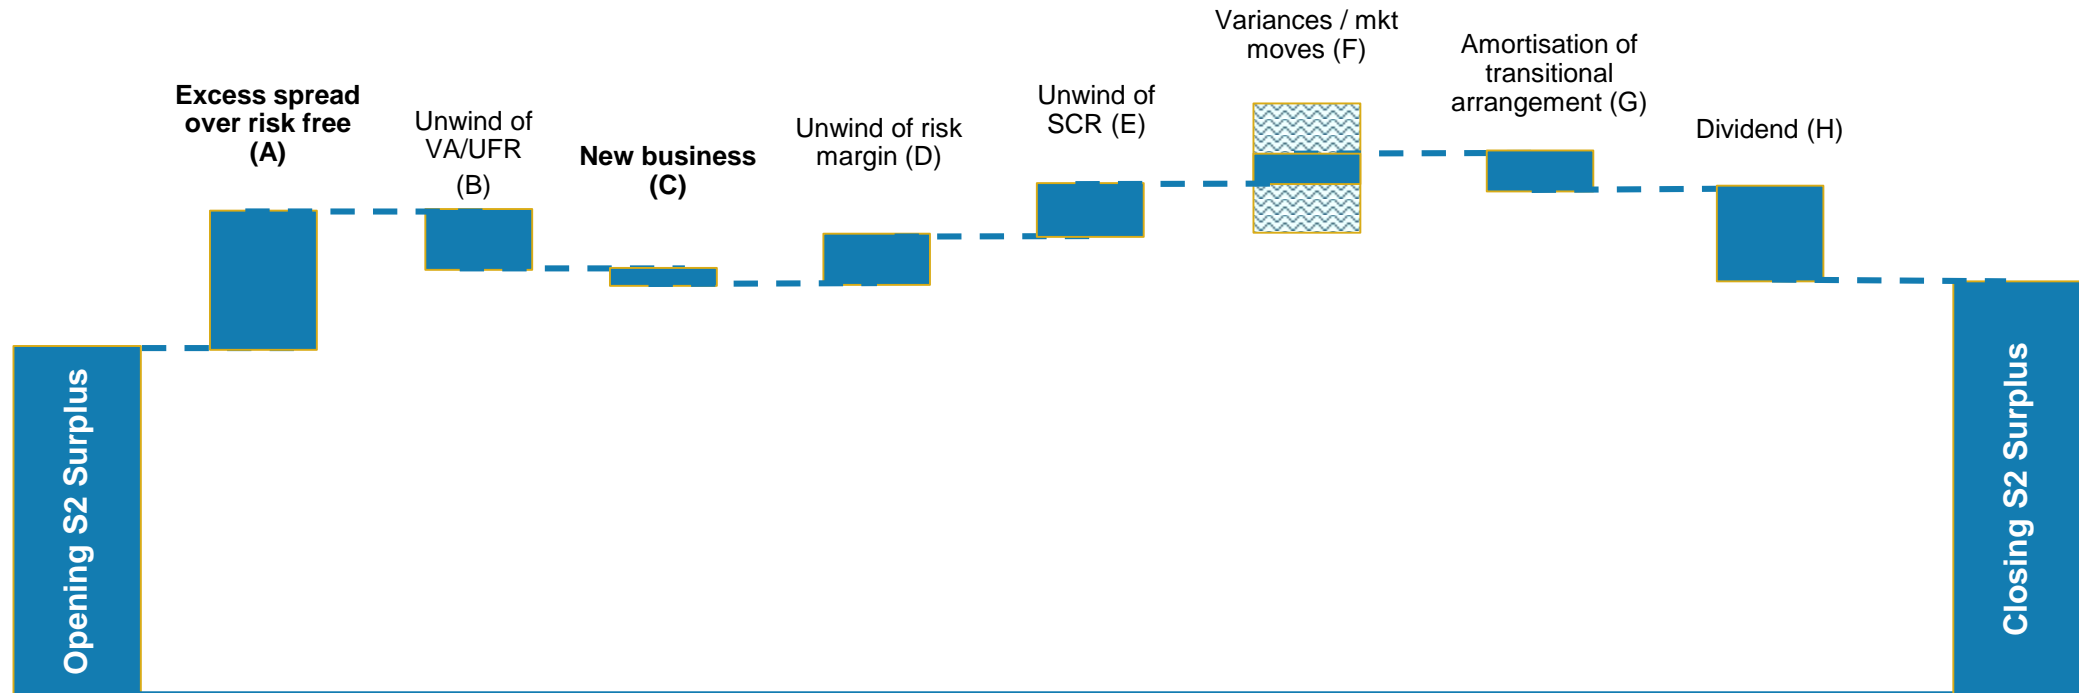 Opening S2 Surplus
Excess spread
over risk free
(A)
Unwind of
VA/UFR
(B)
New business
(C)
Unwind of risk
margin (D)
Unwind of
SCR (E)
Variances / mkt
moves (F)
Amortisation of
transitional
arrangement (G)
Dividend (H)
Closing S2 Surplus